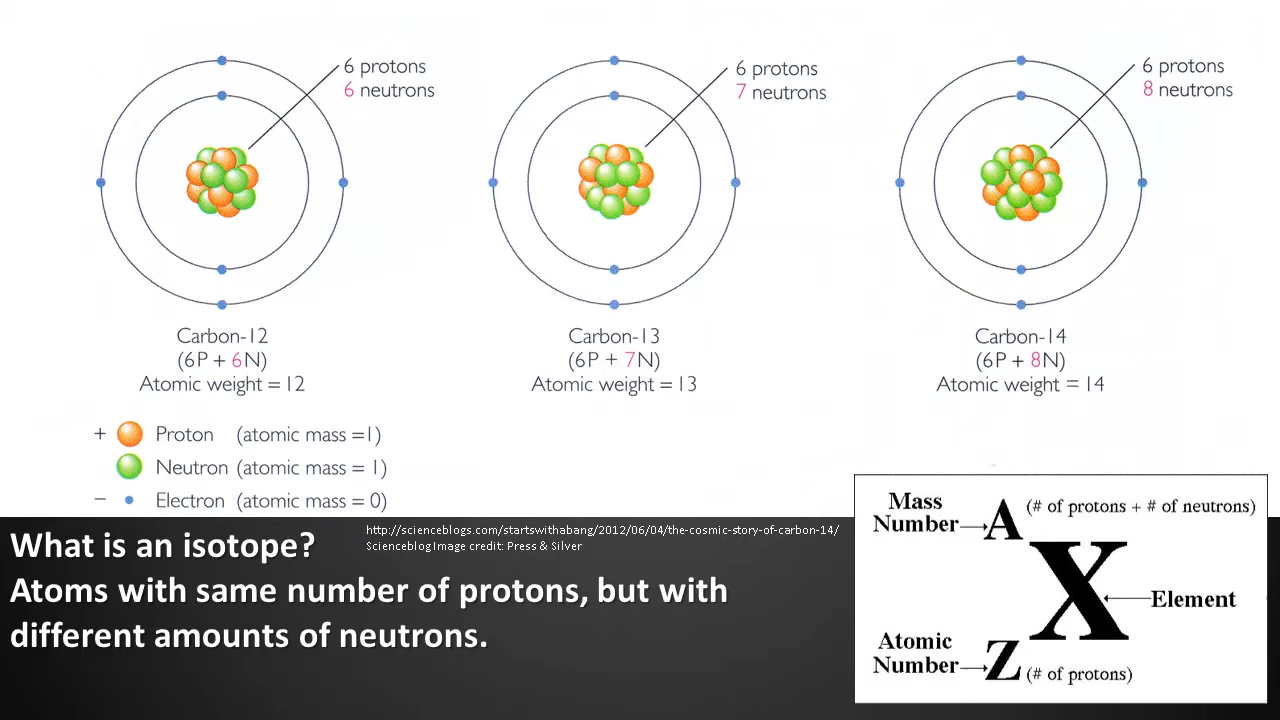 6 protons
6 neutrons
6 protons
7 neutrons
6 protons
8 neutrons
Carbon-12
(6P + 6N)
Atomic weight = 12
Carbon-13
(6P + 7N)
Atomic weight = 13
Carbon-14
(6P + 8N)
Atomic weight = 14
+ Proton (atomic mass =1)
Neutron (atomic mass = 1)
− Electron (atomic mass = 0)
What is an isotope?
Atoms with same number of protons, but with
different amounts of neutrons.
http://scienceblogs.com/startswithabang/2012/06/04/the-cosmic-story-of-carbon-14/
Scienceblog Image credit: Press & Silver
Mass
Number
A (# of protons + # of neutrons)
X
Element
Atomic
Number
Z (# of protons)